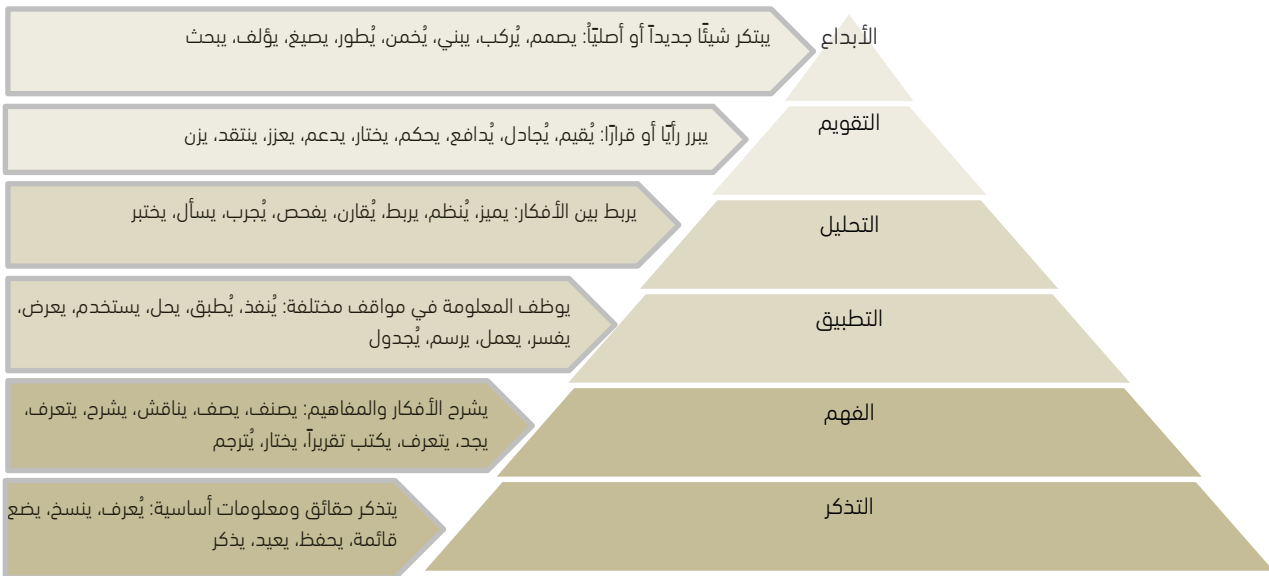 الأبداع
يبتكر شيئًا جديداً أو أصليّاً: يصمم، يُركب، يبني، يُخمن، يُطور، يصيغ، يؤلف، يبحث
التقويم
يبرر رأيًا أو قرارًا: يُقيم، يُجادل، يُدافع، يحكم، يختار، يدعم، يعزز، ينتقد، يزن
التحليل
يربط بين الأفكار: يميز، يُنظم، يربط، يُقارن، يفحص، يُجرب، يسأل، يختبر
التطبيق
يوظف المعلومة في مواقف مختلفة: يُنفذ، يُطبق، يحل، يستخدم، يعرض،
يفسر، يعمل، يرسم، يُجدول
الفهم
يشرح الأفكار والمفاهيم: يصنف، يصف، يناقش، يشرح، يتعرف،
يجد، يتعرف، يكتب تقريراً، يختار، يُترجم
التذكر
يتذكر حقائق ومعلومات أساسية: يُعرف، ينسخ، يضع
قائمة، يحفظ، يعيد، يذكر